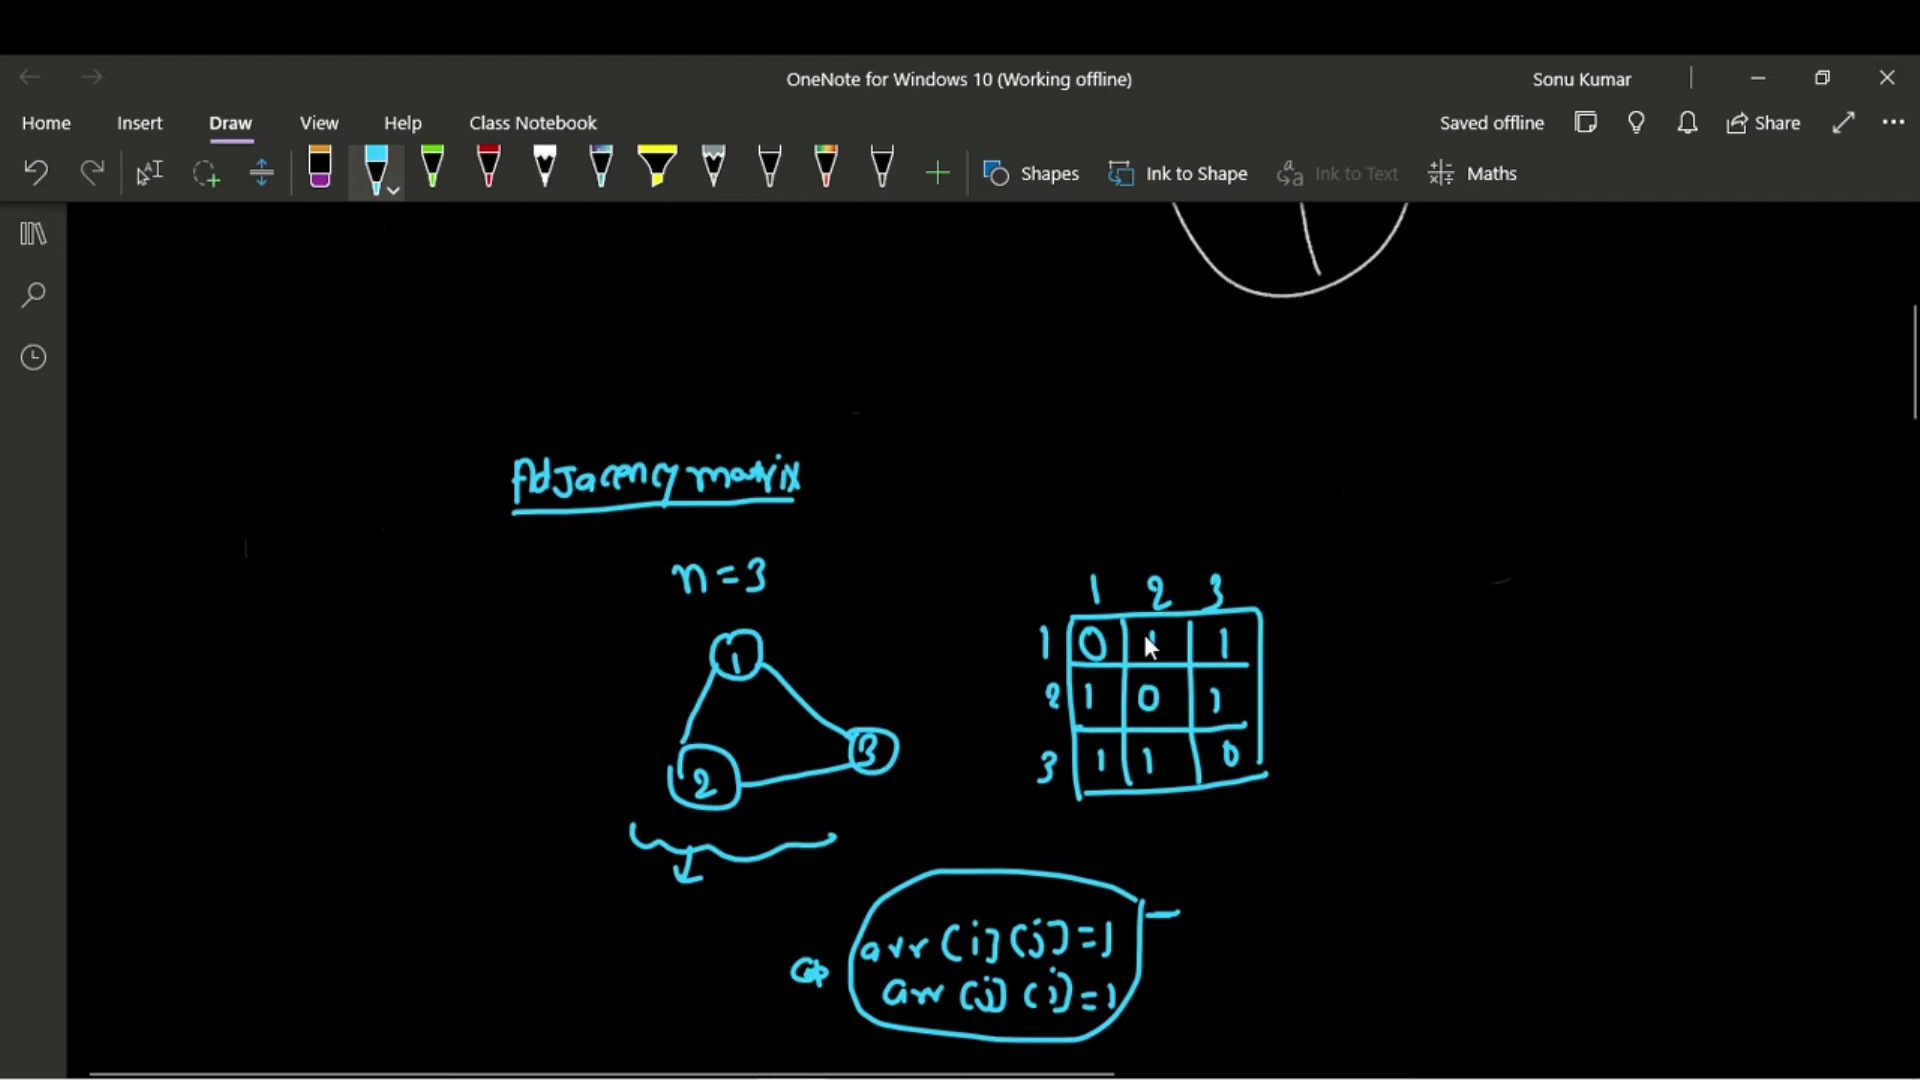 OneNote for Windows 10 (Working offline)
Sonu Kumar
Home Insert Draw View Help Class Notebook
Saved offline Share
Shapes Ink to Shape Ink to Text Maths
Adjacency matrix
n=3
1
2
3
1 2 3
1 0 1 1
2 1 0 1
3 1 1 0
arr[i][j]=1
arr[j][i]=1